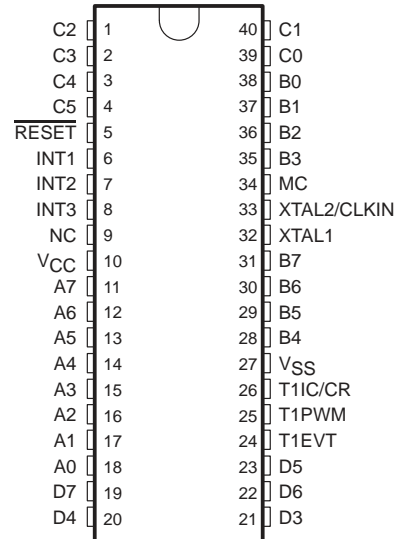 C2 1 40 C1
C3 2 39 C0
C4 3 38 B0
C5 4 37 B1
RESET 5 36 B2
INT1 6 35 B3
INT2 7 34 MC
INT3 8 33 XTAL2/CLKIN
NC 9 32 XTAL1
VCC 10 31 B7
A7 11 30 B6
A6 12 29 B5
A5 13 28 B4
A4 14 27 VSS
A3 15 26 T1IC/CR
A2 16 25 T1PWM
A1 17 24 T1EVT
A0 18 23 D5
D7 19 22 D6
D4 20 21 D3